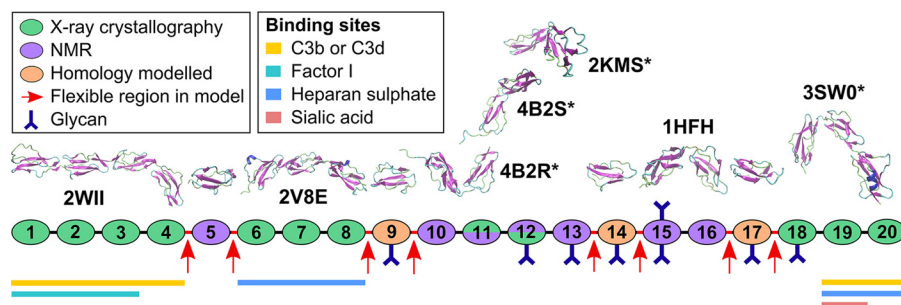 X-ray crystallography
NMR
Homology modelled
Flexible region in model
Glycan
Binding sites
C3b or C3d
Factor I
Heparan sulphate
Sialic acid
2KMS*
4B2S*
3SW0*
1HFH
4B2R*
2WII
2V8E
1 2 3 4 5 6 7 8 9 10 11 12 13 14 15 16 17 18 19 20